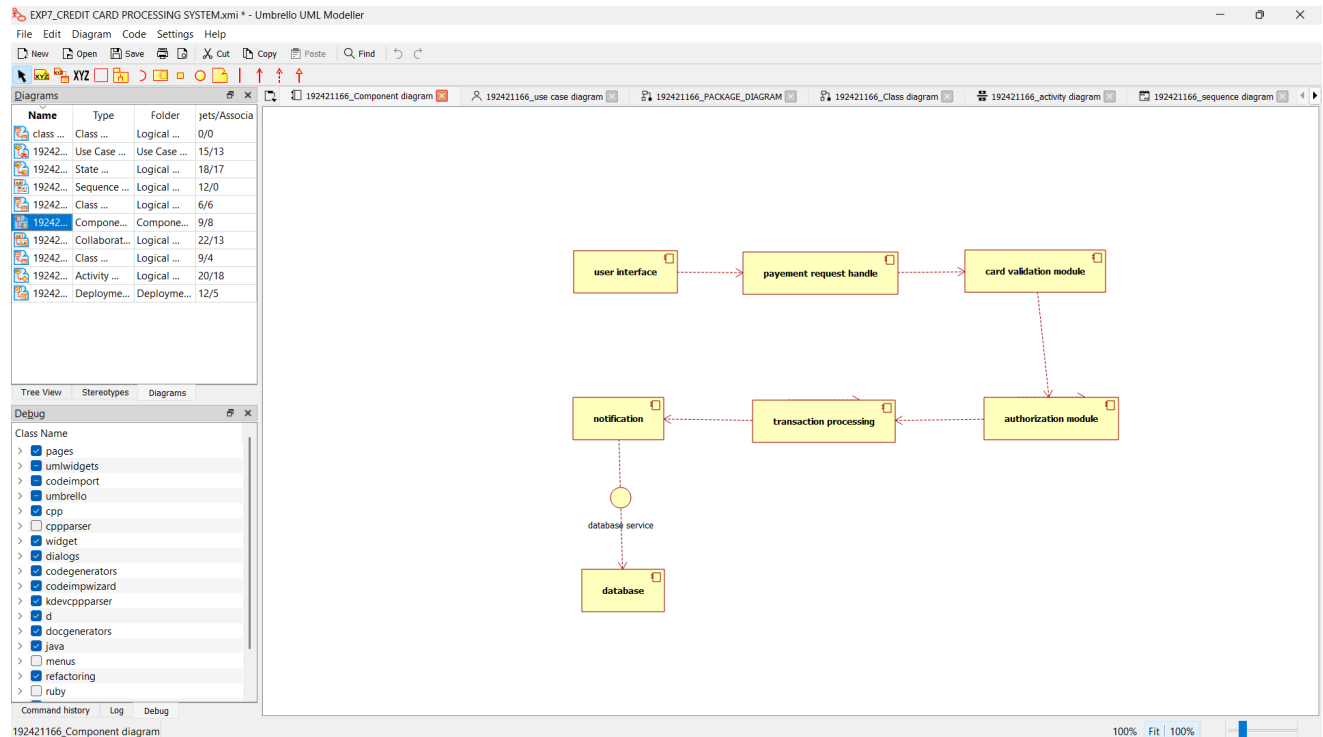 EXP7_CREDIT CARD PROCESSING SYSTEM.xmi * - Umbrello UML Modeller
File Edit Diagram Code Settings Help
New Open Save Cut Copy Paste Find
XYZ XYZ
Diagrams
192421166_Component diagram 192421166_use case diagram 192421166_PACKAGE_DIAGRAM 192421166_Class diagram 192421166_activity diagram 192421166_sequence diagram
Name Type Folder gets/Associa
class ... Class ... Logical ... 0/0
19242... Use Case ... Use Case ... 15/13
19242... State ... Logical ... 18/17
19242... Sequence ... Logical ... 12/0
19242... Class ... Logical ... 6/6
19242... Compone... Compone... 9/8
19242... Collaborat... Logical ... 22/13
19242... Class ... Logical ... 9/4
19242... Activity ... Logical ... 20/18
19242... Deployme... Deployme... 12/5
Tree View Stereotypes Diagrams
Debug
Class Name
pages
umlwidgets
codeimport
umbrello
cpp
cppparser
widget
dialogs
codegenerators
codeimpwizard
kdevcppparser
d
docgenerators
java
menus
refactoring
ruby
Command history Log Debug
user interface
payement request handle
card validation module
notification
transaction processing
authorization module
database service
database
192421166_Component diagram
100% Fit 100%